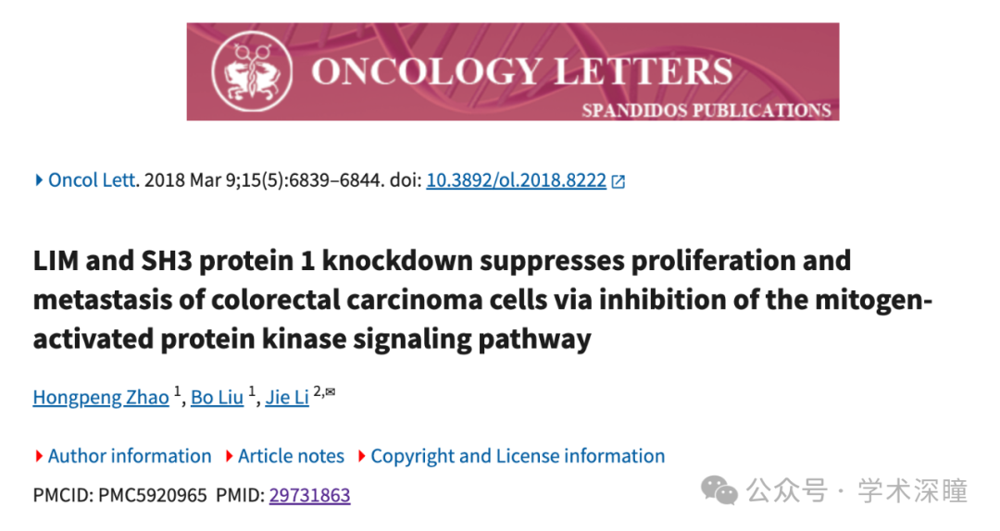 ONCOLOGY LETTERS
SPANDIDOS PUBLICATIONS
Oncol Lett. 2018 Mar 9;15(5):6839–6844. doi: 10.3892/ol.2018.8222
LIM and SH3 protein 1 knockdown suppresses proliferation and
metastasis of colorectal carcinoma cells via inhibition of the mitogen-
activated protein kinase signaling pathway
Hongpeng Zhao 1, Bo Liu 1, Jie Li 2,✉
Author information Article notes Copyright and License information
PMCID: PMC5920965 PMID: 29731863
公众号 · 学术深瞳